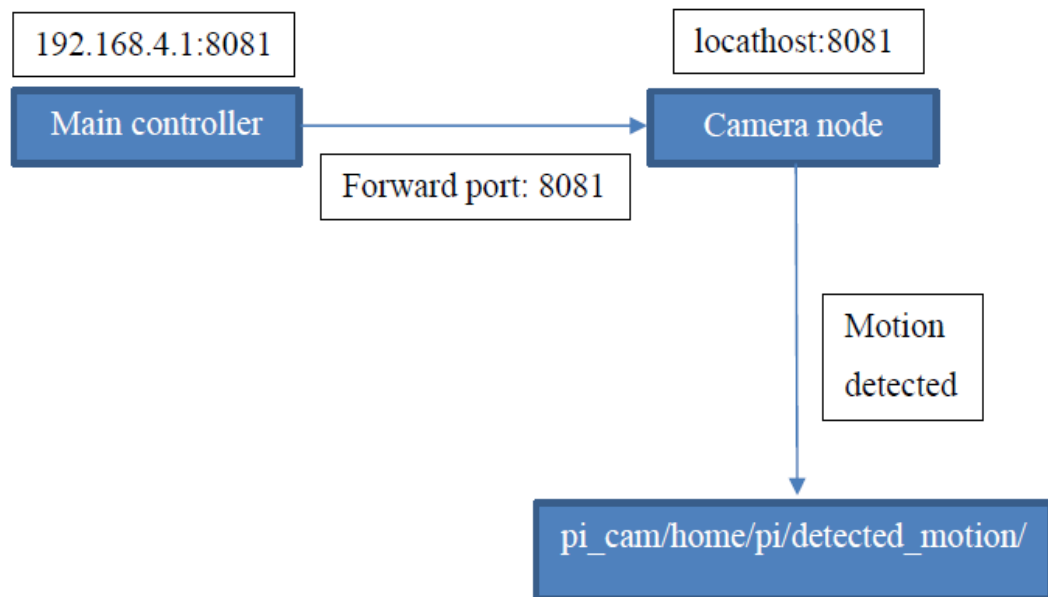 192.168.4.1:8081
locathost:8081
Main controller
Camera node
Forward port: 8081
Motion
detected
pi_cam/home/pi/detected_motion/